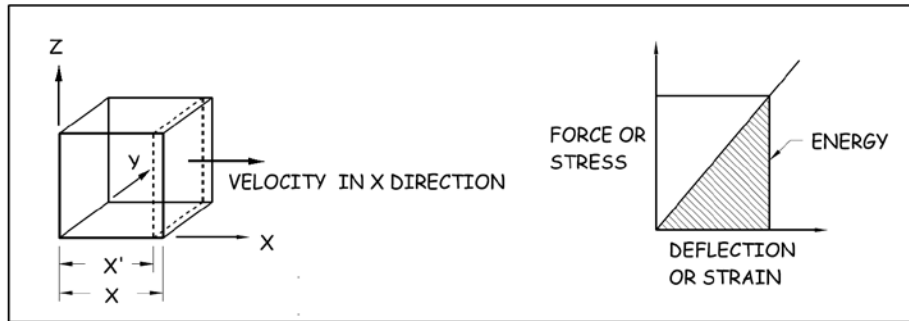 Z
Y
VELOCITY IN X DIRECTION
X
X'
X
FORCE OR
STRESS
ENERGY
DEFLECTION
OR STRAIN